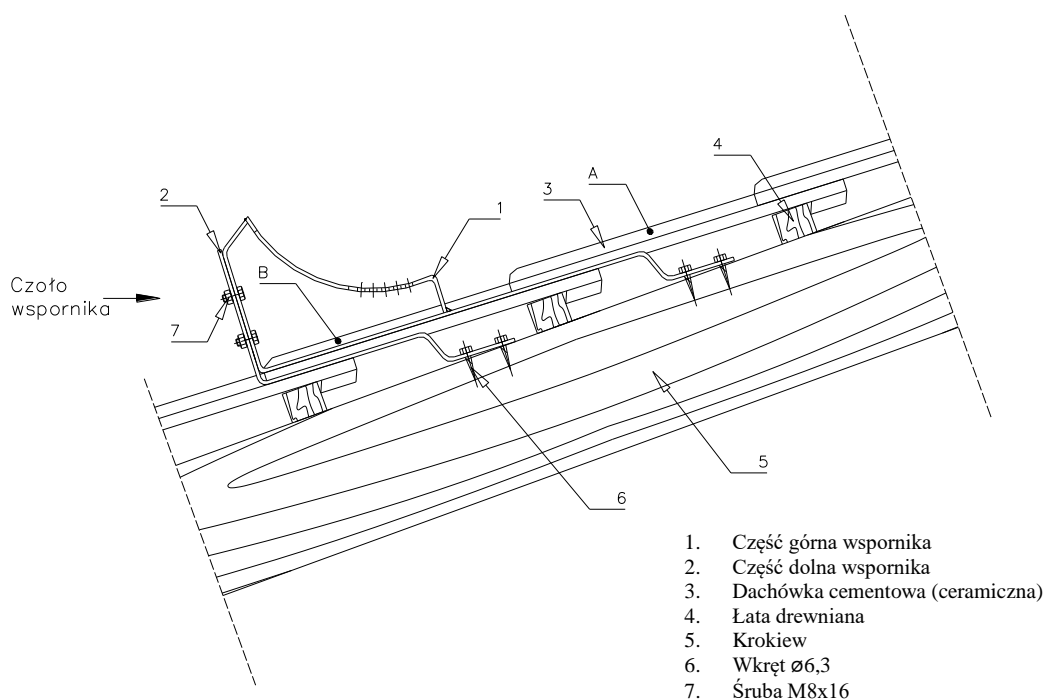 4
A
3
2
1
B
Czoło
wspornika
7
5
6
1. Część górna wspornika
2. Część dolna wspornika
3. Dachówka cementowa (ceramiczna)
4. Łata drewniana
5. Krokiew
6. Wkręt ø6,3
7. Śruba M8x16